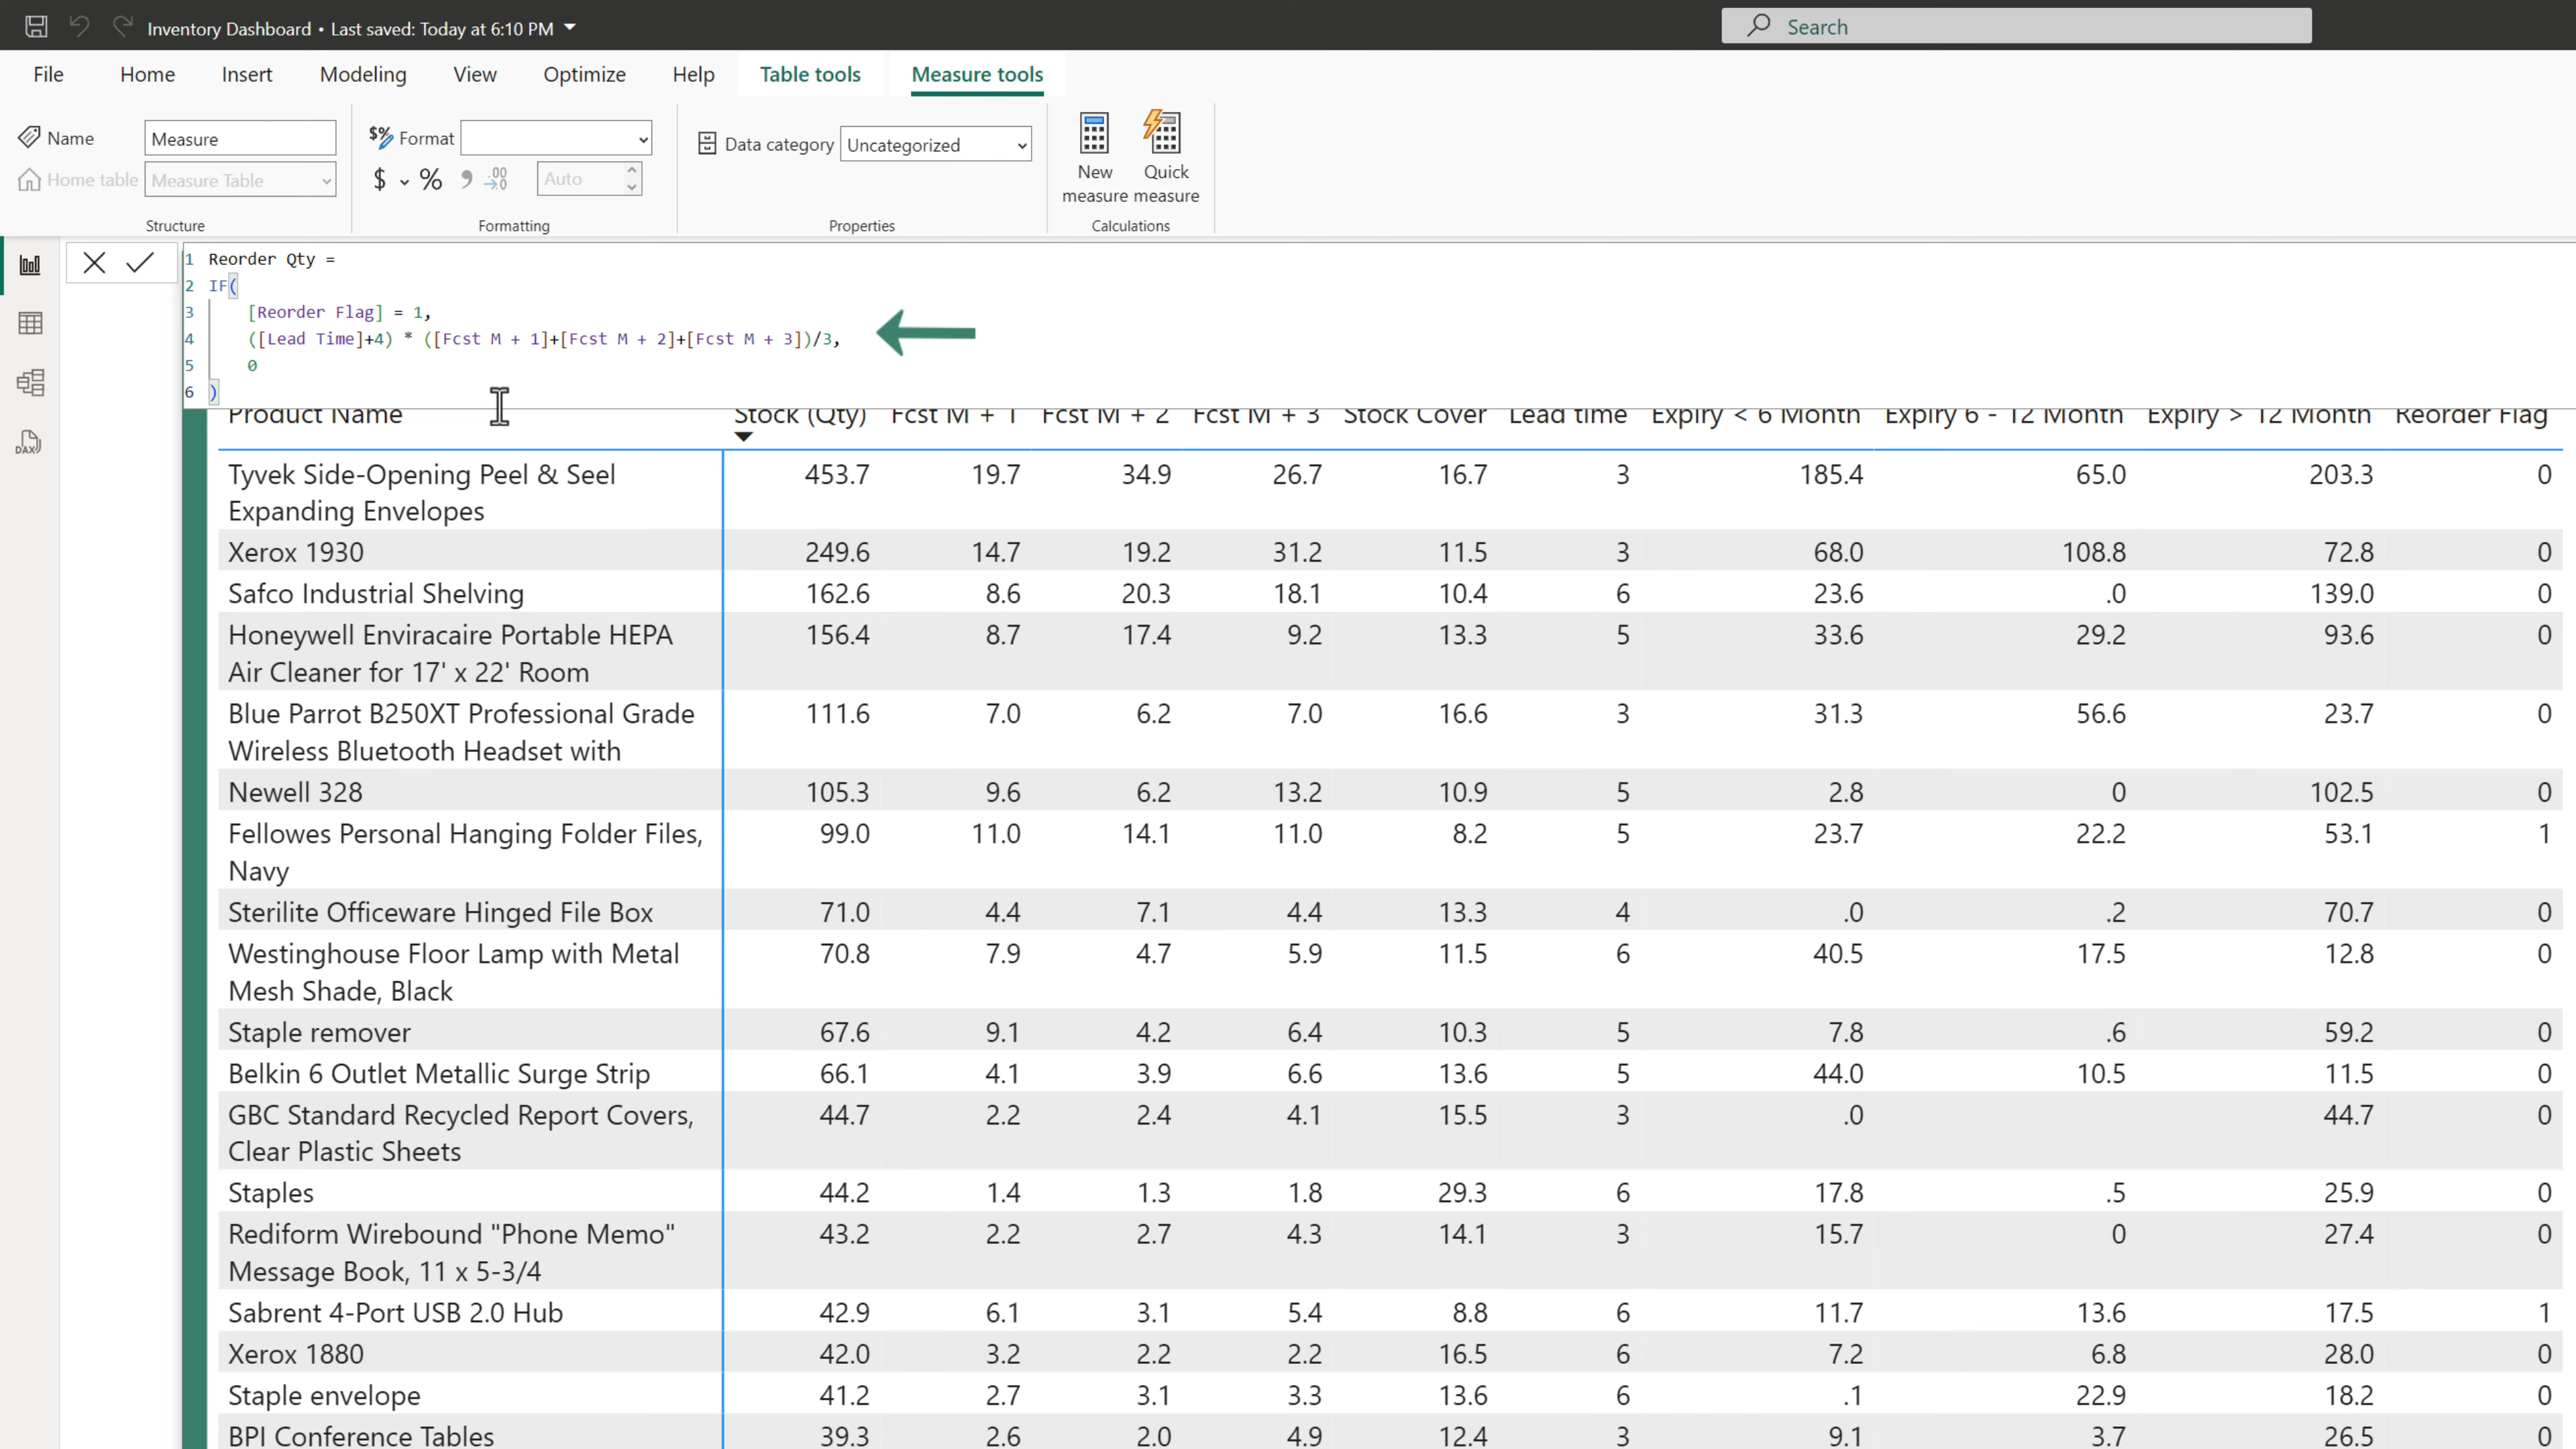 Inventory Dashboard • Last saved: Today at 6:10 PM
Search
File Home Insert Modeling View Optimize Help Table tools Measure tools
Name Measure
Home table Measure Table
Structure
$% Format
$ % , .00 →.0 Auto
Formatting
Data category Uncategorized
Properties
New measure
Quick measure
Calculations
DAX
1 Reorder Qty =
2 IF(
3 [Reorder Flag] = 1,
4 ([Lead Time]+4) * ([Fcst M + 1]+[Fcst M + 2]+[Fcst M + 3])/3,
5 0
6 )
Product Name Stock (Qty) Fcst M + 1 Fcst M + 2 Fcst M + 3 Stock Cover Lead time Expiry < 6 Month Expiry 6 - 12 Month Expiry > 12 Month Reorder Flag
Tyvek Side-Opening Peel & Seel 453.7 19.7 34.9 26.7 16.7 3 185.4 65.0 203.3 0
Expanding Envelopes
Xerox 1930 249.6 14.7 19.2 31.2 11.5 3 68.0 108.8 72.8 0
Safco Industrial Shelving 162.6 8.6 20.3 18.1 10.4 6 23.6 .0 139.0 0
Honeywell Enviracaire Portable HEPA 156.4 8.7 17.4 9.2 13.3 5 33.6 29.2 93.6 0
Air Cleaner for 17' x 22' Room
Blue Parrot B250XT Professional Grade 111.6 7.0 6.2 7.0 16.6 3 31.3 56.6 23.7 0
Wireless Bluetooth Headset with
Newell 328 105.3 9.6 6.2 13.2 10.9 5 2.8 0 102.5 0
Fellowes Personal Hanging Folder Files, 99.0 11.0 14.1 11.0 8.2 5 23.7 22.2 53.1 1
Navy
Sterilite Officeware Hinged File Box 71.0 4.4 7.1 4.4 13.3 4 .0 .2 70.7 0
Westinghouse Floor Lamp with Metal 70.8 7.9 4.7 5.9 11.5 6 40.5 17.5 12.8 0
Mesh Shade, Black
Staple remover 67.6 9.1 4.2 6.4 10.3 5 7.8 .6 59.2 0
Belkin 6 Outlet Metallic Surge Strip 66.1 4.1 3.9 6.6 13.6 5 44.0 10.5 11.5 0
GBC Standard Recycled Report Covers, 44.7 2.2 2.4 4.1 15.5 3 .0 44.7 0
Clear Plastic Sheets
Staples 44.2 1.4 1.3 1.8 29.3 6 17.8 .5 25.9 0
Rediform Wirebound "Phone Memo" 43.2 2.2 2.7 4.3 14.1 3 15.7 0 27.4 0
Message Book, 11 x 5-3/4
Sabrent 4-Port USB 2.0 Hub 42.9 6.1 3.1 5.4 8.8 6 11.7 13.6 17.5 1
Xerox 1880 42.0 3.2 2.2 2.2 16.5 6 7.2 6.8 28.0 0
Staple envelope 41.2 2.7 3.1 3.3 13.6 6 .1 22.9 18.2 0
BPI Conference Tables 39.3 2.6 2.0 4.9 12.4 3 9.1 3.7 26.5 0